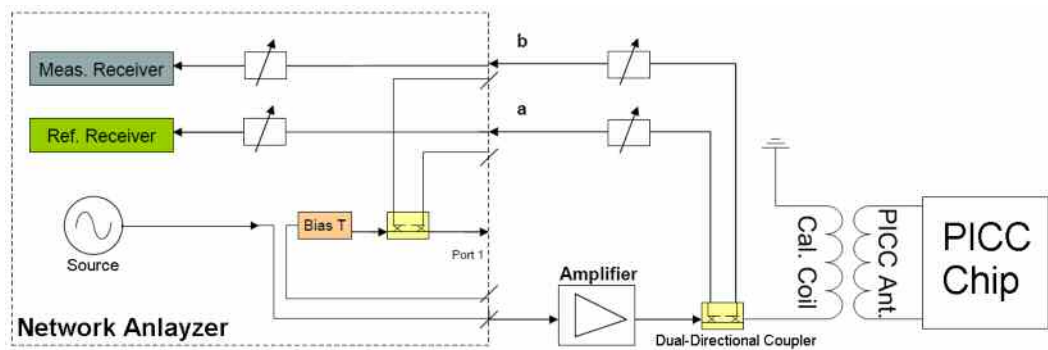 b
Meas. Receiver
a
Ref. Receiver
Source
Bias T
Port 1
Network Anlayzer
Amplifier
Dual-Directional Coupler
Cal. Coil
PICC Ant.
PICC
Chip